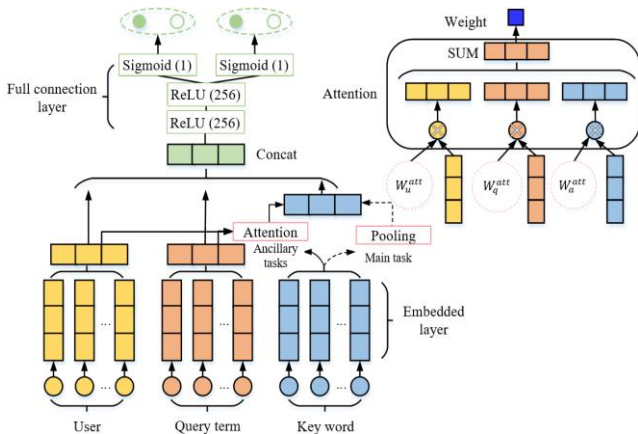 Sigmoid (1)
Sigmoid (1)
Full connection
layer
ReLU (256)
ReLU (256)
Concat
Attention
Ancillary
tasks
Pooling
Main task
Embedded
layer
...
...
...
...
...
...
User
Query term
Key word
Weight
SUM
Attention
W_u^att
W_q^att
W_a^att